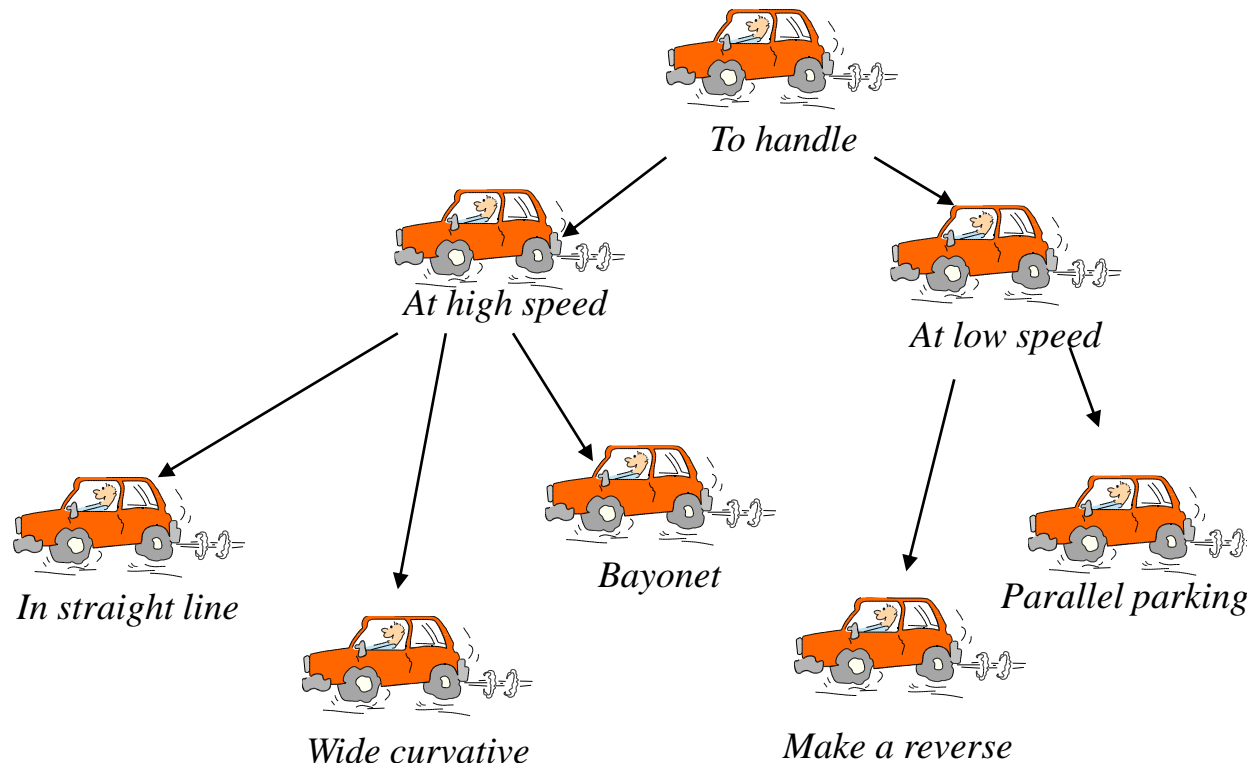 To handle
At high speed
At low speed
Bayonet
In straight line
Parallel parking
Wide curvative
Make a reverse